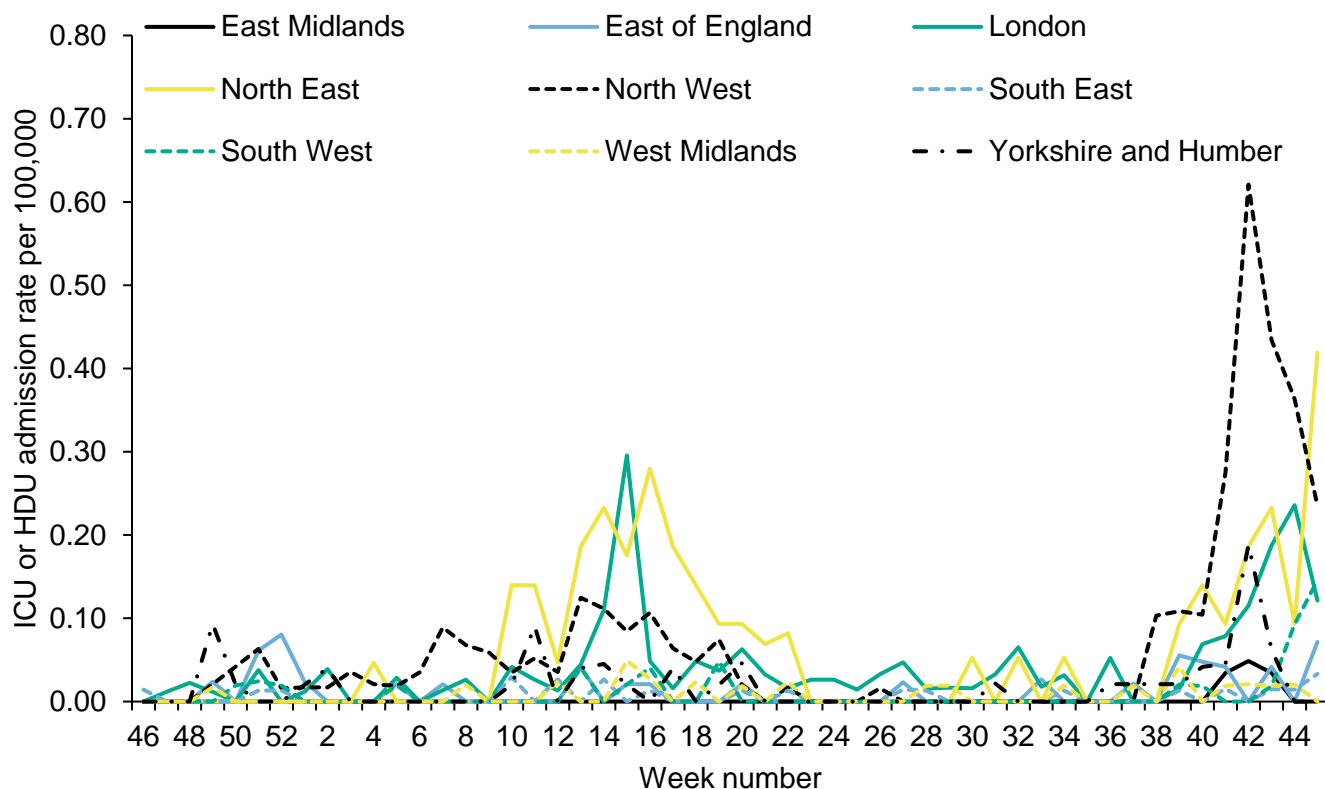 East Midlands East of England London
North East North West South East
South West West Midlands Yorkshire and Humber
ICU or HDU admission rate per 100,000
0.80
0.70
0.60
0.50
0.40
0.30
0.20
0.10
0.00
46 48 50 52 2 4 6 8 10 12 14 16 18 20 22 24 26 28 30 32 34 36 38 40 42 44
Week number